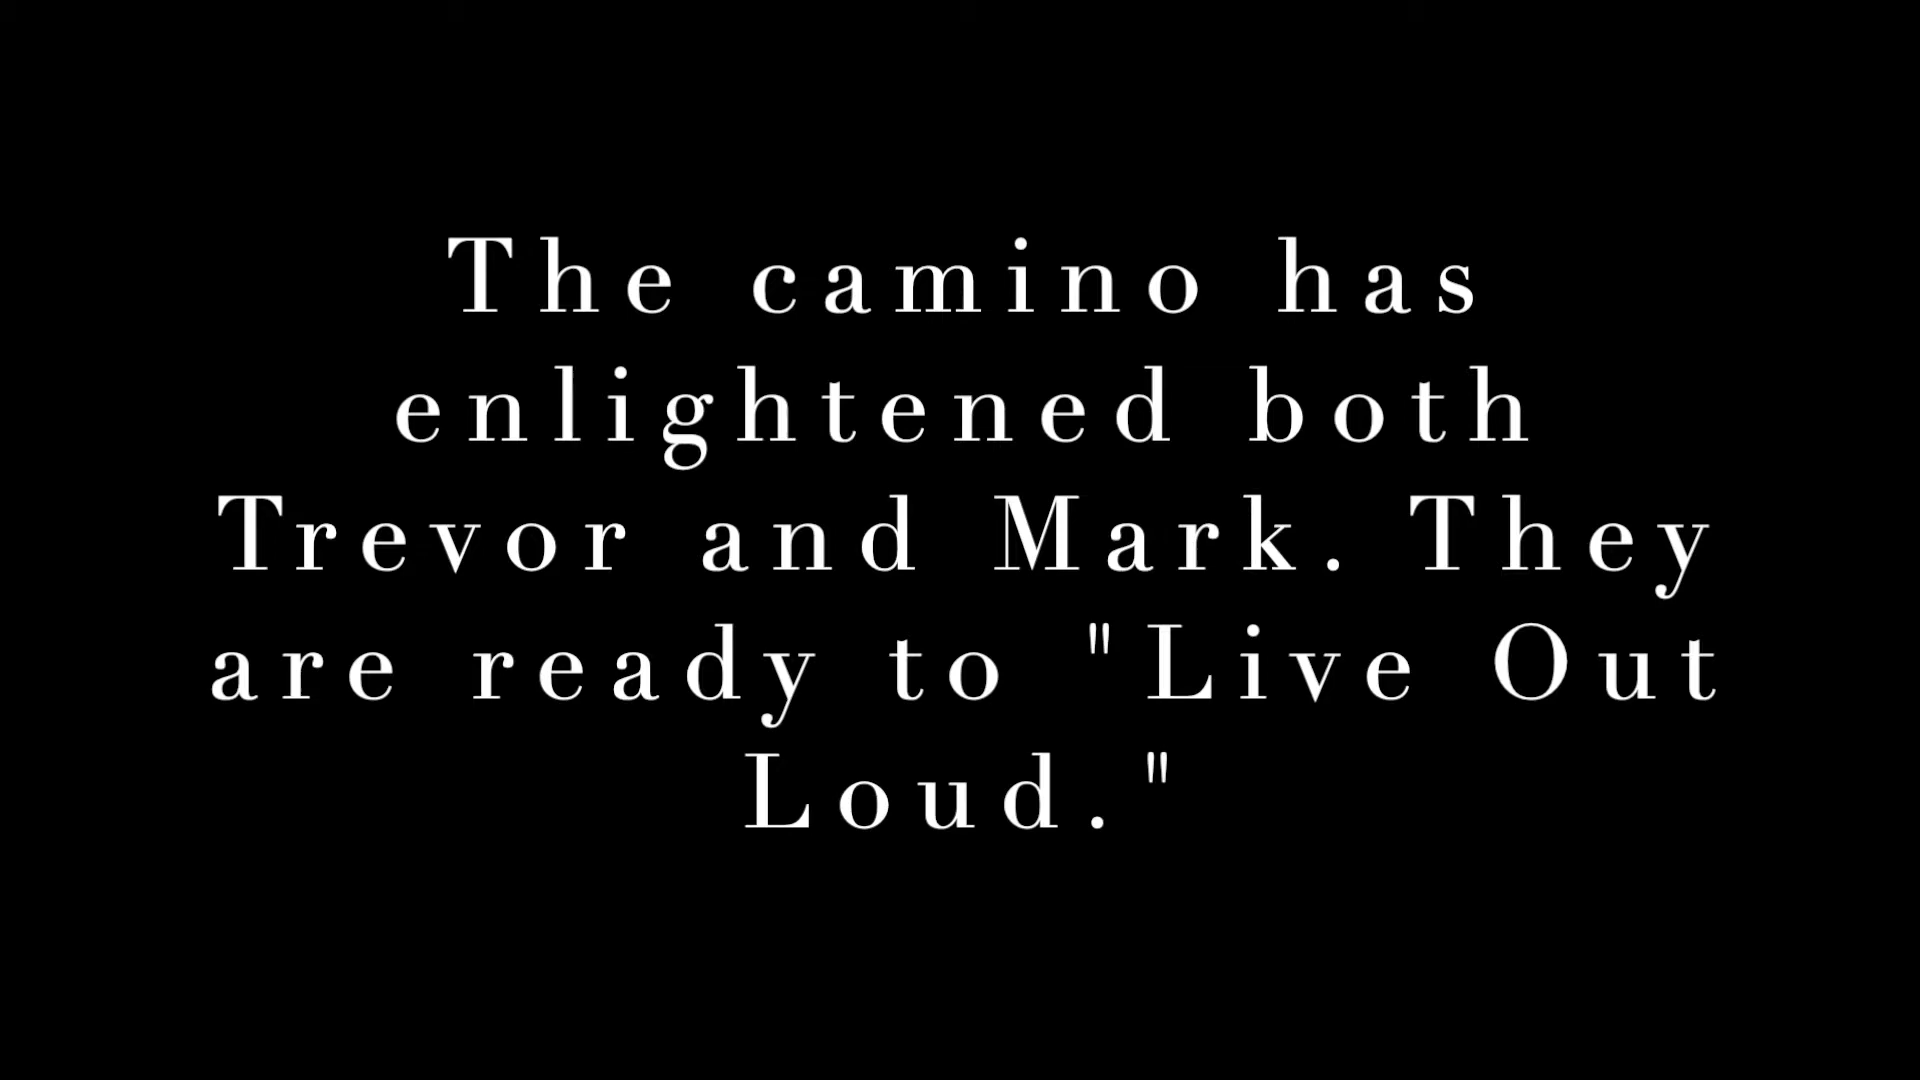 The camino has
enlightened both
Trevor and Mark. They
are ready to "Live Out
Loud."